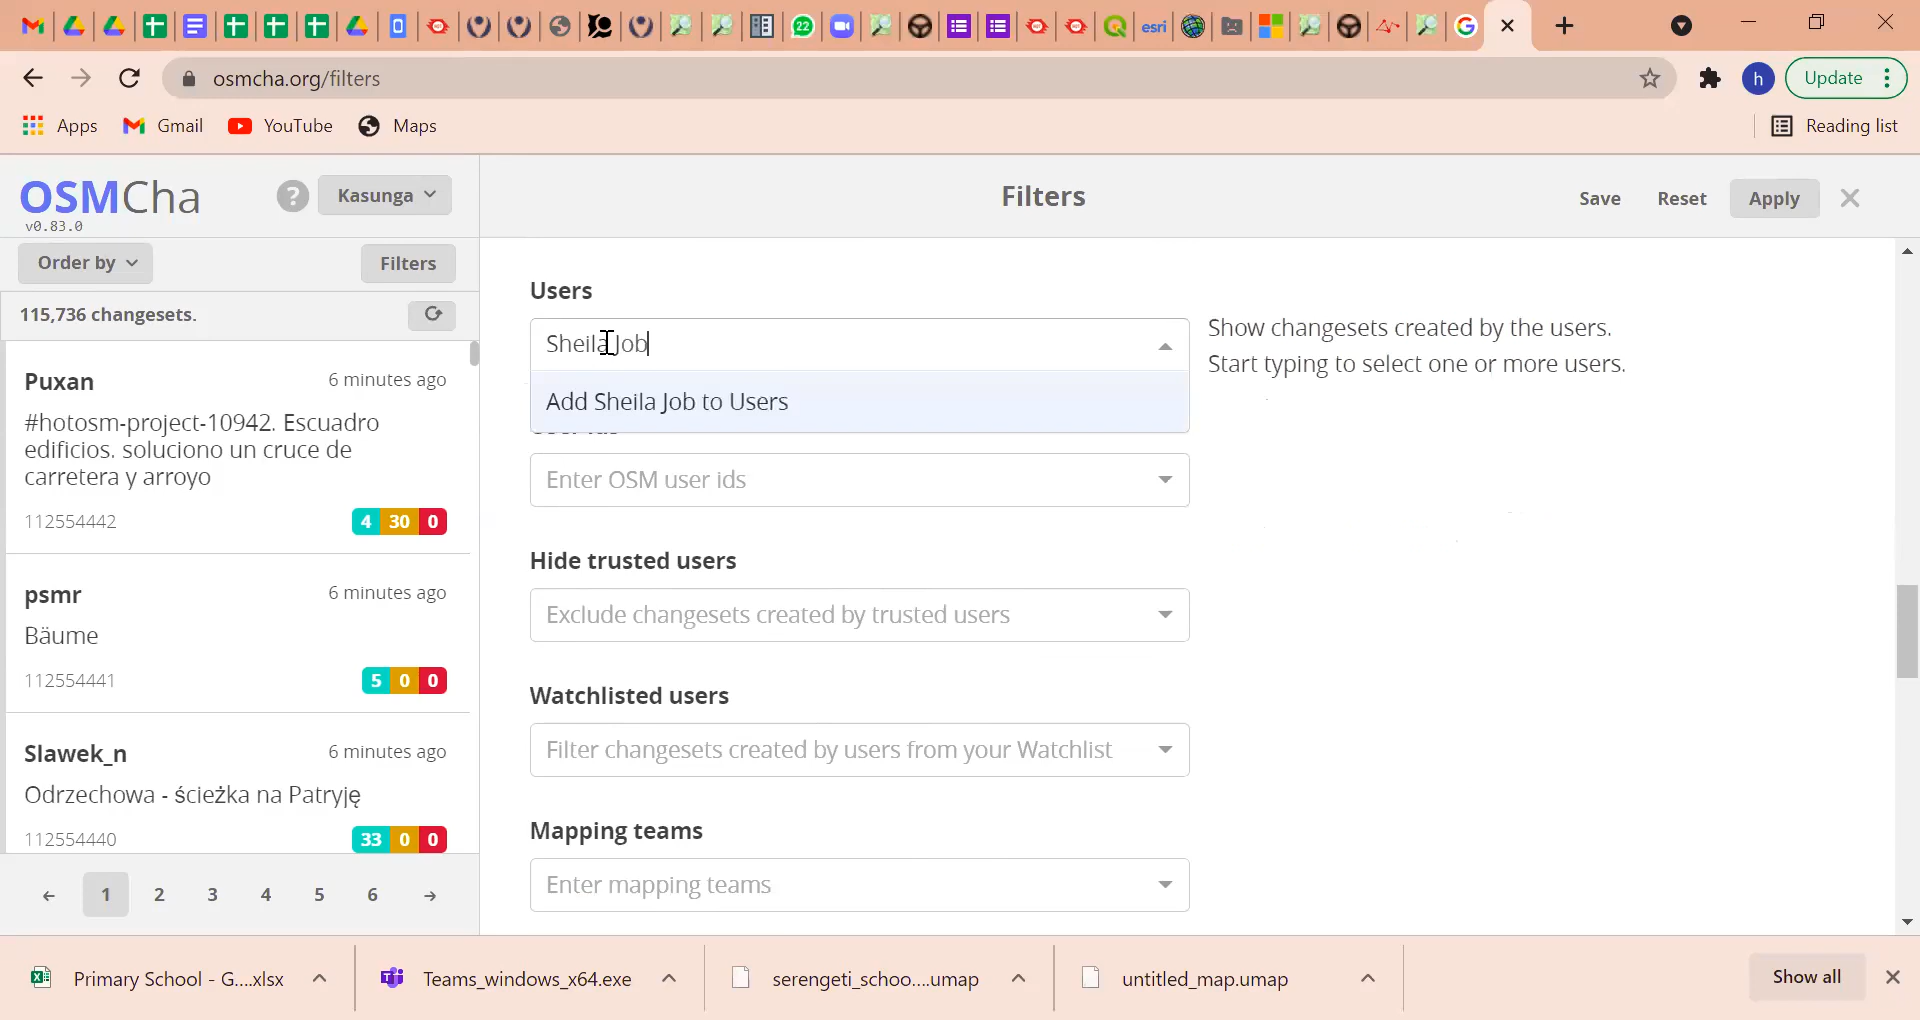 22
esri
osmcha.org/filters
h
Update
Apps
Gmail
YouTube
Maps
Reading list
OSMCha
v0.83.0
?
Kasunga
Filters
Save
Reset
Apply
Order by
Filters
115,736 changesets.
Puxan
6 minutes ago
#hotosm-project-10942. Escuadro
edificios. soluciono un cruce de
carretera y arroyo
112554442
4 30 0
psmr
6 minutes ago
Bäume
112554441
5 0 0
Slawek_n
6 minutes ago
Odrzechowa - ścieżka na Patryję
112554440
33 0 0
1 2 3 4 5 6
Users
Sheila Job
Add Sheila Job to Users
Show changesets created by the users.
Start typing to select one or more users.
Enter OSM user ids
Hide trusted users
Exclude changesets created by trusted users
Watchlisted users
Filter changesets created by users from your Watchlist
Mapping teams
Enter mapping teams
Primary School - G....xlsx
Teams_windows_x64.exe
serengeti_schoo....umap
untitled_map.umap
Show all